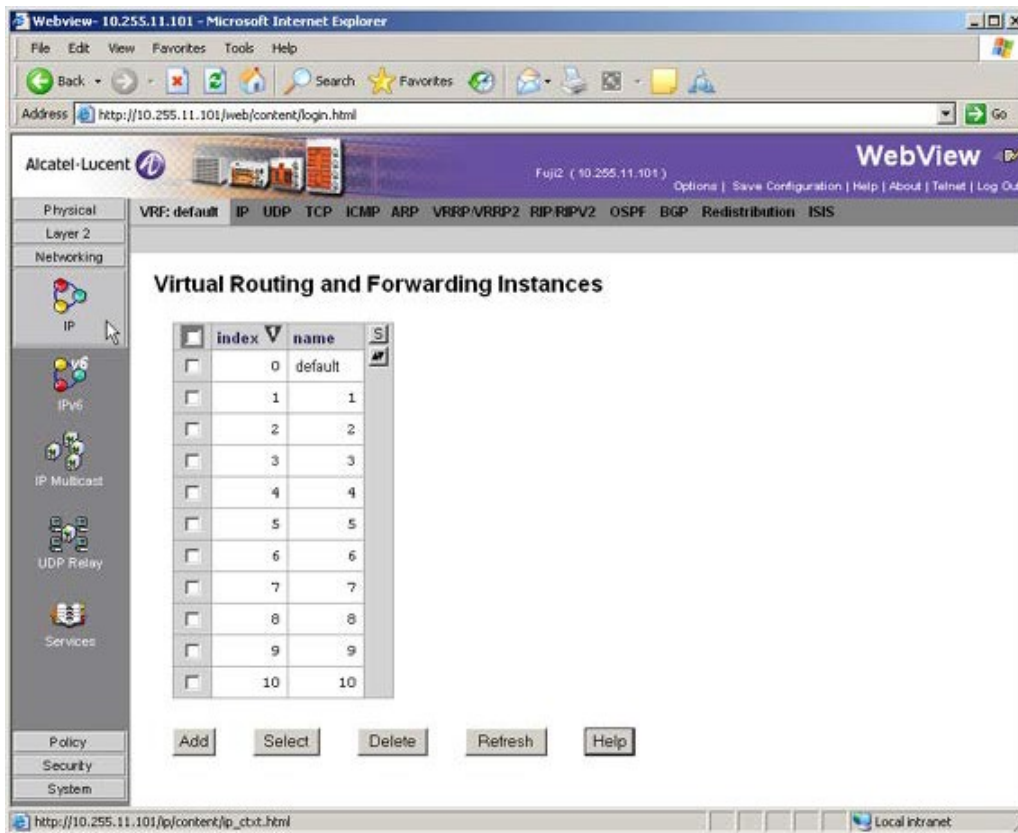 Webview- 10.255.11.101 - Microsoft Internet Explorer
File Edit View Favorites Tools Help
Back Search Favorites
Address http://10.255.11.101/web/content/login.html Go
Alcatel-Lucent
Fuji2 ( 10.255.11.101 )
WebView
Options | Save Configuration | Help | About | Telnet | Log Ou
Physical
Layer 2
Networking
IP
IPv6
v6
IP Multicast
UDP Relay
Services
Policy
Security
System
VRF: default IP UDP TCP ICMP ARP VRRP/VRRP2 RIP/RIPV2 OSPF BGP Redistribution ISIS
Virtual Routing and Forwarding Instances
index name S
0 default
1 1
2 2
3 3
4 4
5 5
6 6
7 7
8 8
9 9
10 10
Add Select Delete Refresh Help
http://10.255.11.101/ip/content/ip_ctxt.html Local intranet